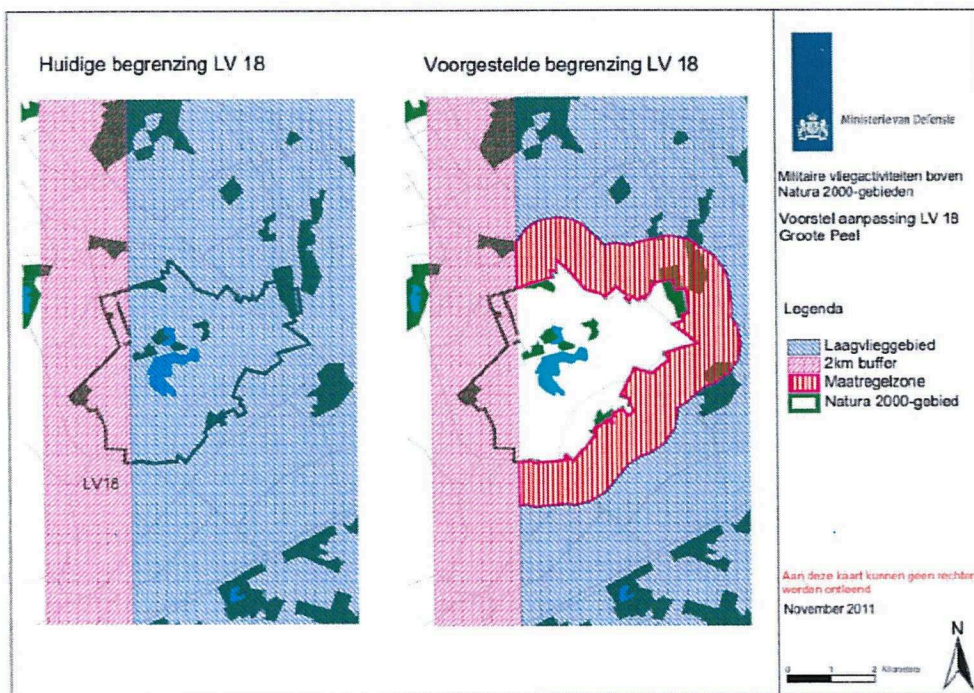 Huidige begrenzing LV 18
Voorgestelde begrenzing LV 18
LV18
Ministerie van Defensie
Militaire vliegactiviteiten boven
Natura 2000-gebieden
Voorstel aanpassing LV 18
Groote Peel
Legenda
Laagvlieggebied
2km buffer
Maatregelzone
Natura 2000-gebied
Aan deze kaart kunnen geen rechten
worden ontleend
November 2011
N
0 1 2 Kilometers